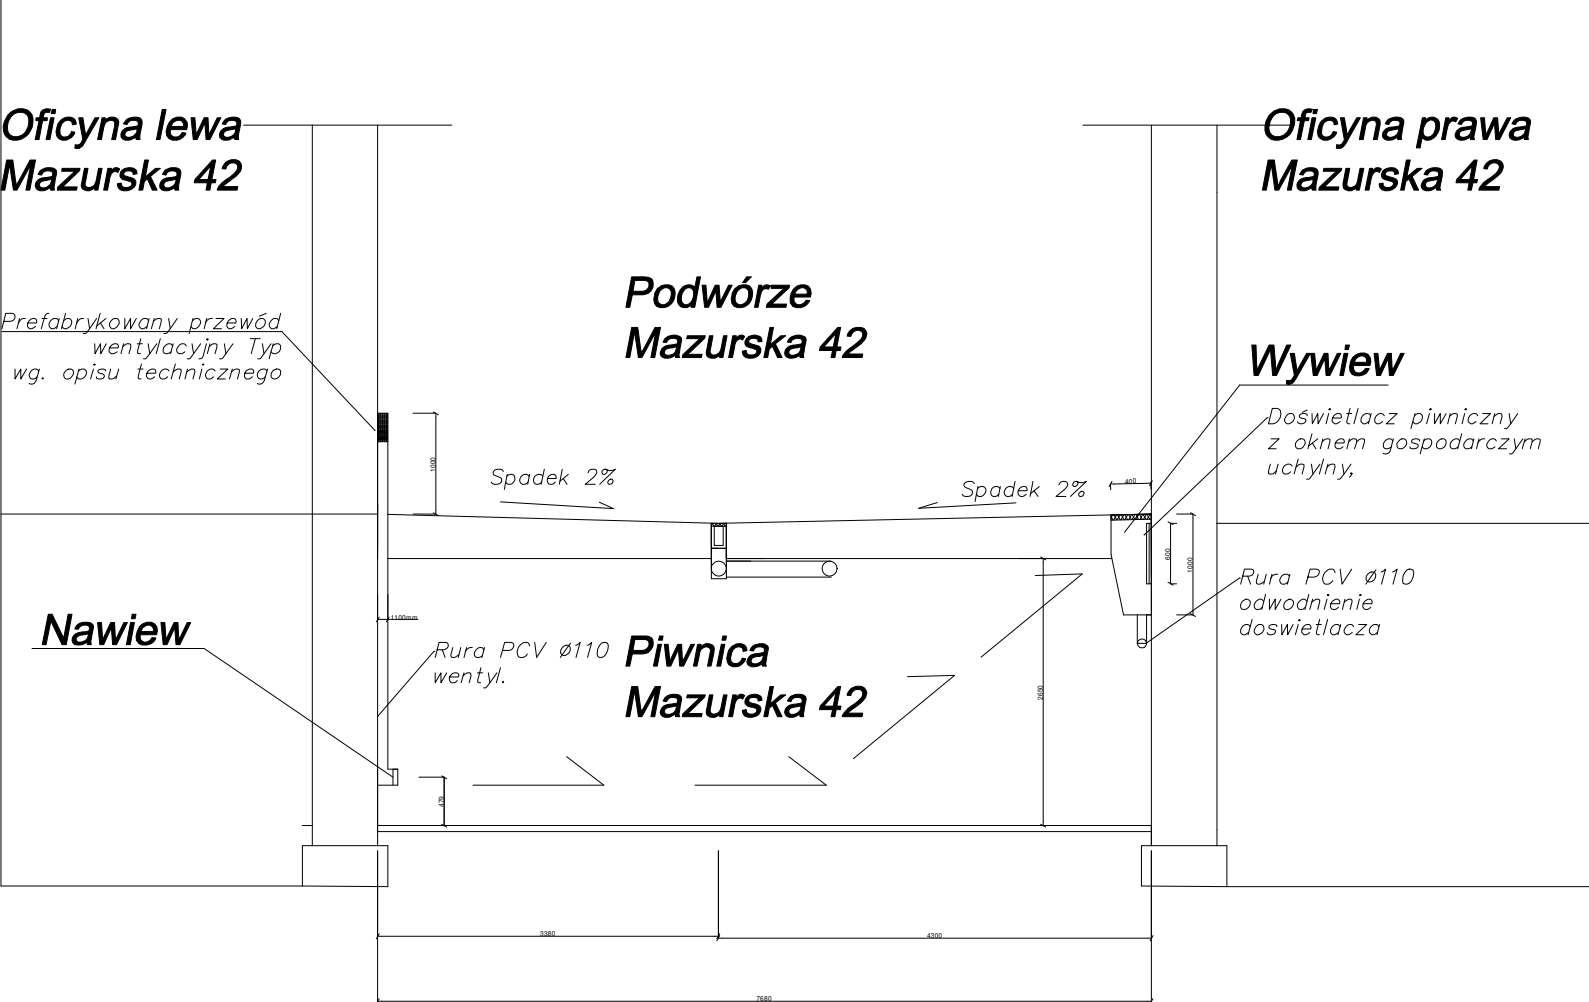 Oficyna lewa
Mazurska 42
Oficyna prawa
Mazurska 42
Podwórze
Mazurska 42
Prefabrykowany przewód
wentylacyjny Typ
wg. opisu technicznego
Wywiew
Doświetlacz piwniczny
z oknem gospodarczym
uchylny,
1000
Spadek 2%
Spadek 2%
400
600
1000
Rura PCV ø110
odwodnienie
doswietlacza
Nawiew
1100mm
Rura PCV ø110
wentyl.
Piwnica
Mazurska 42
2650
479
3380
4300
7680